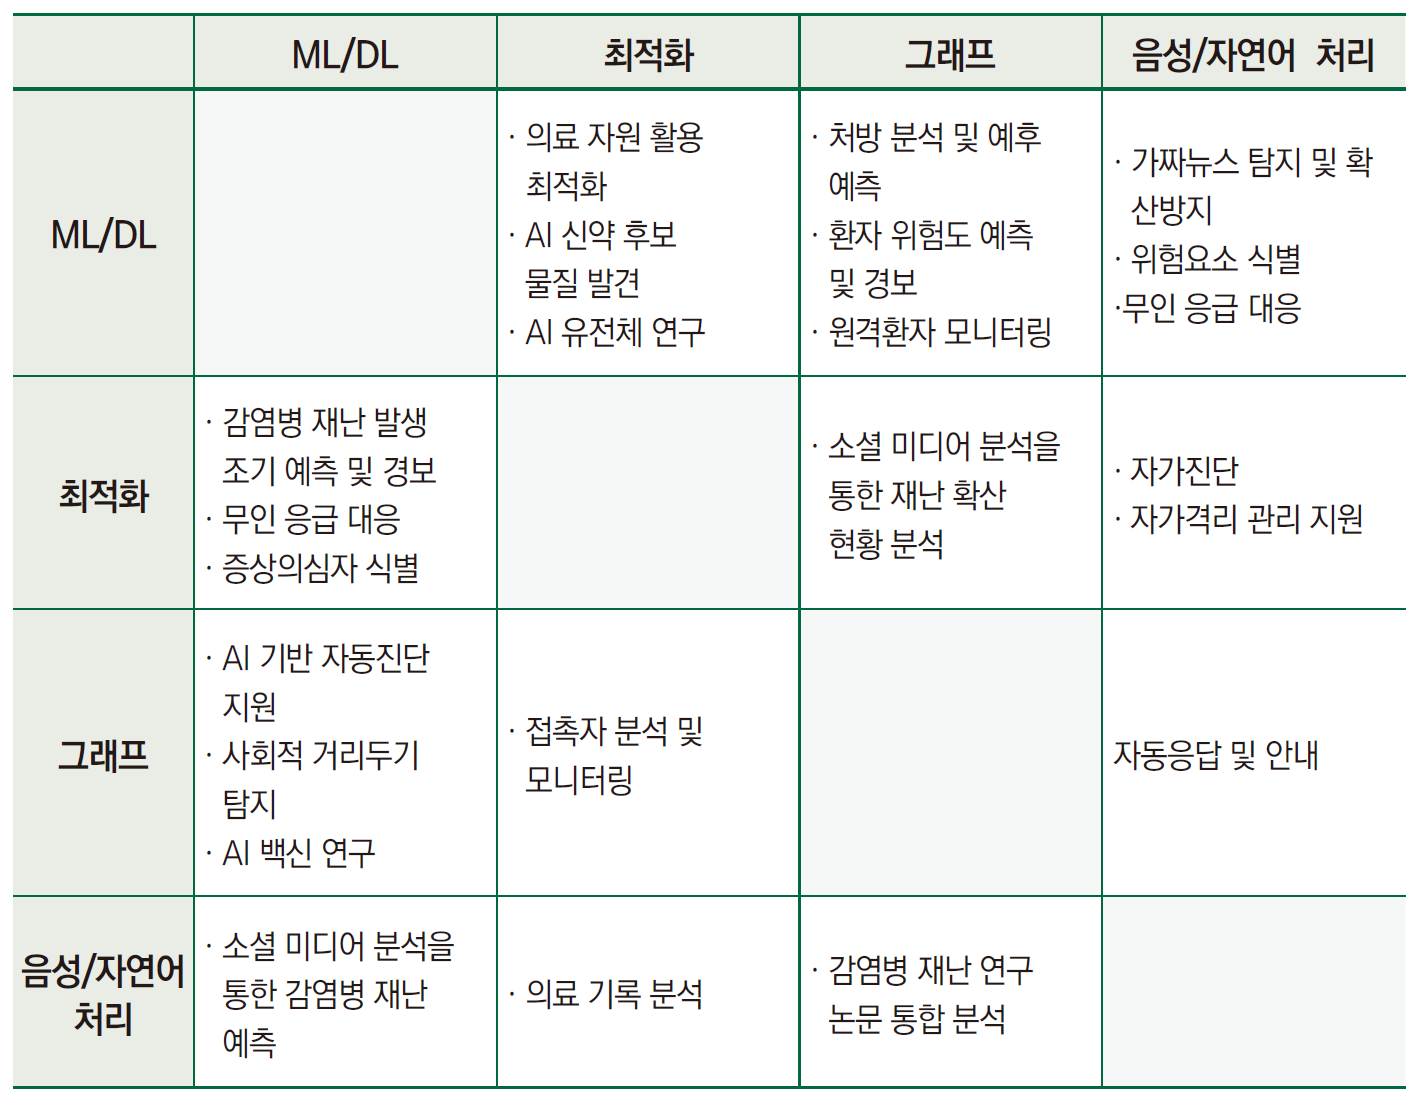 ML/DL
최적화
그래프
음성/자연어 처리
ML/DL
· 의료 자원 활용
최적화
· AI 신약 후보
물질 발견
· AI 유전체 연구
· 처방 분석 및 예후
예측
· 환자 위험도 예측
및 경보
· 원격환자 모니터링
· 가짜뉴스 탐지 및 확
산방지
· 위험요소 식별
·무인 응급 대응
최적화
· 감염병 재난 발생
조기 예측 및 경보
· 무인 응급 대응
· 증상의심자 식별
· 소셜 미디어 분석을
통한 재난 확산
현황 분석
· 자가진단
· 자가격리 관리 지원
그래프
· AI 기반 자동진단
지원
· 사회적 거리두기
탐지
· AI 백신 연구
· 접촉자 분석 및
모니터링
자동응답 및 안내
음성/자연어
처리
· 소셜 미디어 분석을
통한 감염병 재난
예측
· 의료 기록 분석
· 감염병 재난 연구
논문 통합 분석